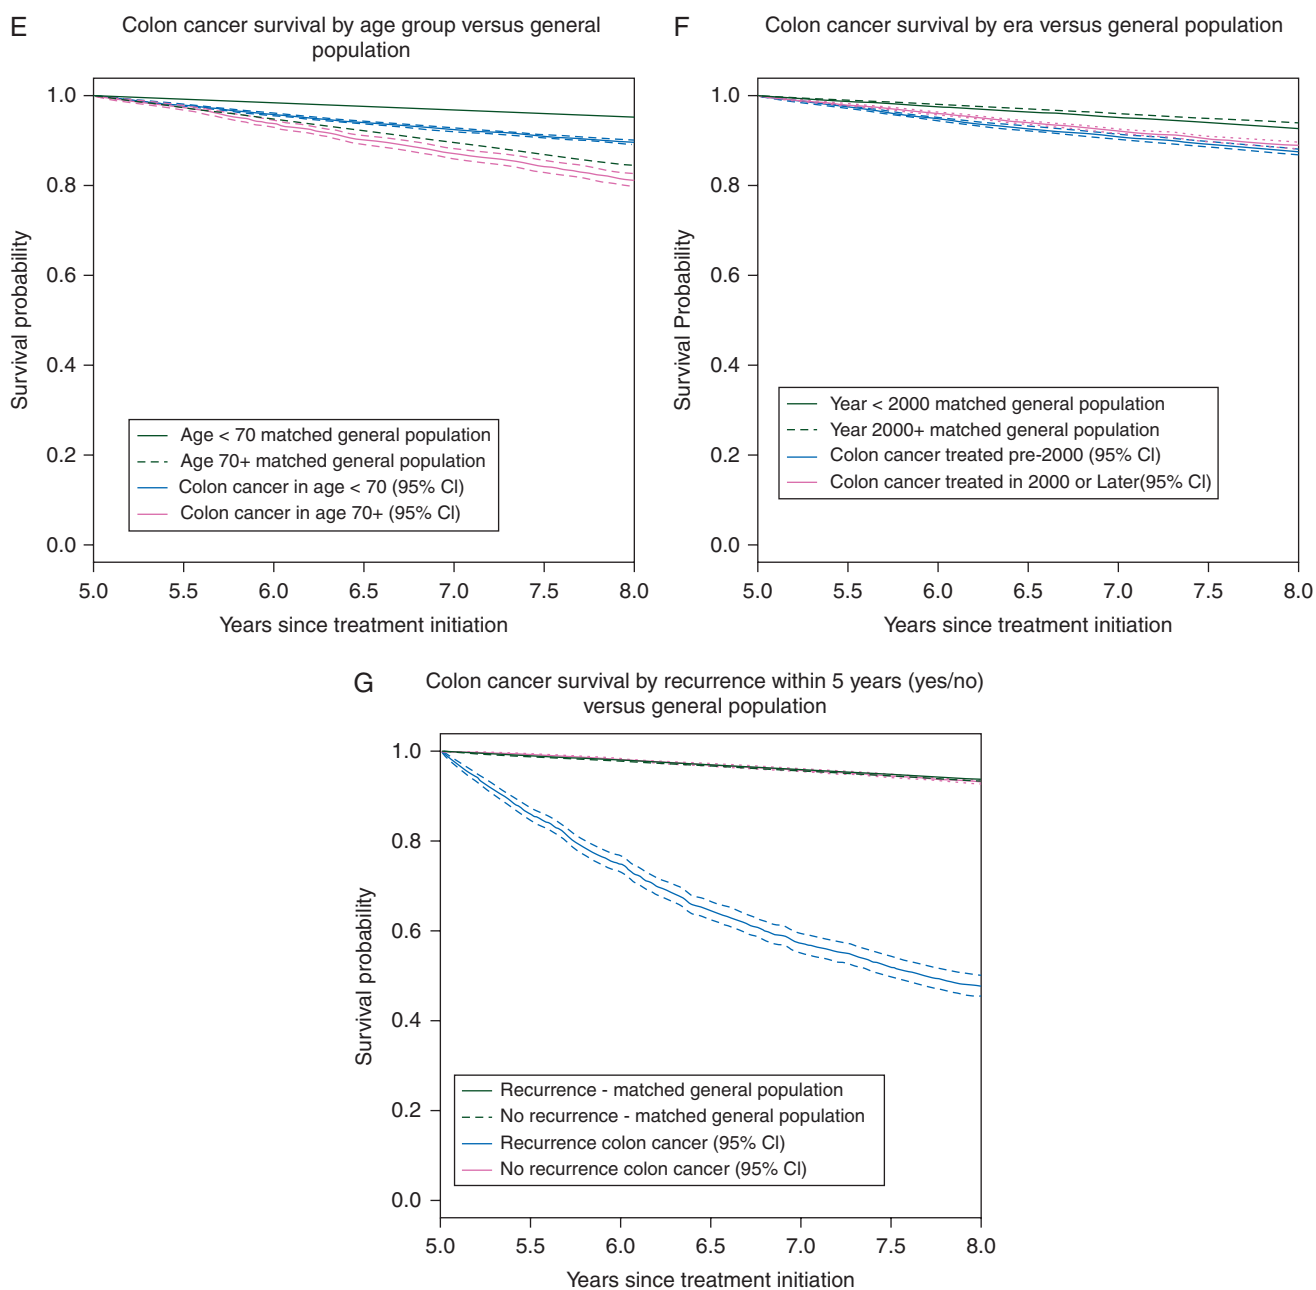 E
Colon cancer survival by age group versus general
population
Survival probability
1.0
0.8
0.6
0.4
0.2
0.0
Age < 70 matched general population
Age 70+ matched general population
Colon cancer in age < 70 (95% CI)
Colon cancer in age 70+ (95% CI)
5.0 5.5 6.0 6.5 7.0 7.5 8.0
Years since treatment initiation
F
Colon cancer survival by era versus general population
Survival Probability
1.0
0.8
0.6
0.4
0.2
0.0
Year < 2000 matched general population
Year 2000+ matched general population
Colon cancer treated pre-2000 (95% CI)
Colon cancer treated in 2000 or Later(95% CI)
5.0 5.5 6.0 6.5 7.0 7.5 8.0
Years since treatment initiation
G
Colon cancer survival by recurrence within 5 years (yes/no)
versus general population
Survival probability
1.0
0.8
0.6
0.4
0.2
0.0
Recurrence - matched general population
No recurrence - matched general population
Recurrence colon cancer (95% CI)
No recurrence colon cancer (95% CI)
5.0 5.5 6.0 6.5 7.0 7.5 8.0
Years since treatment initiation